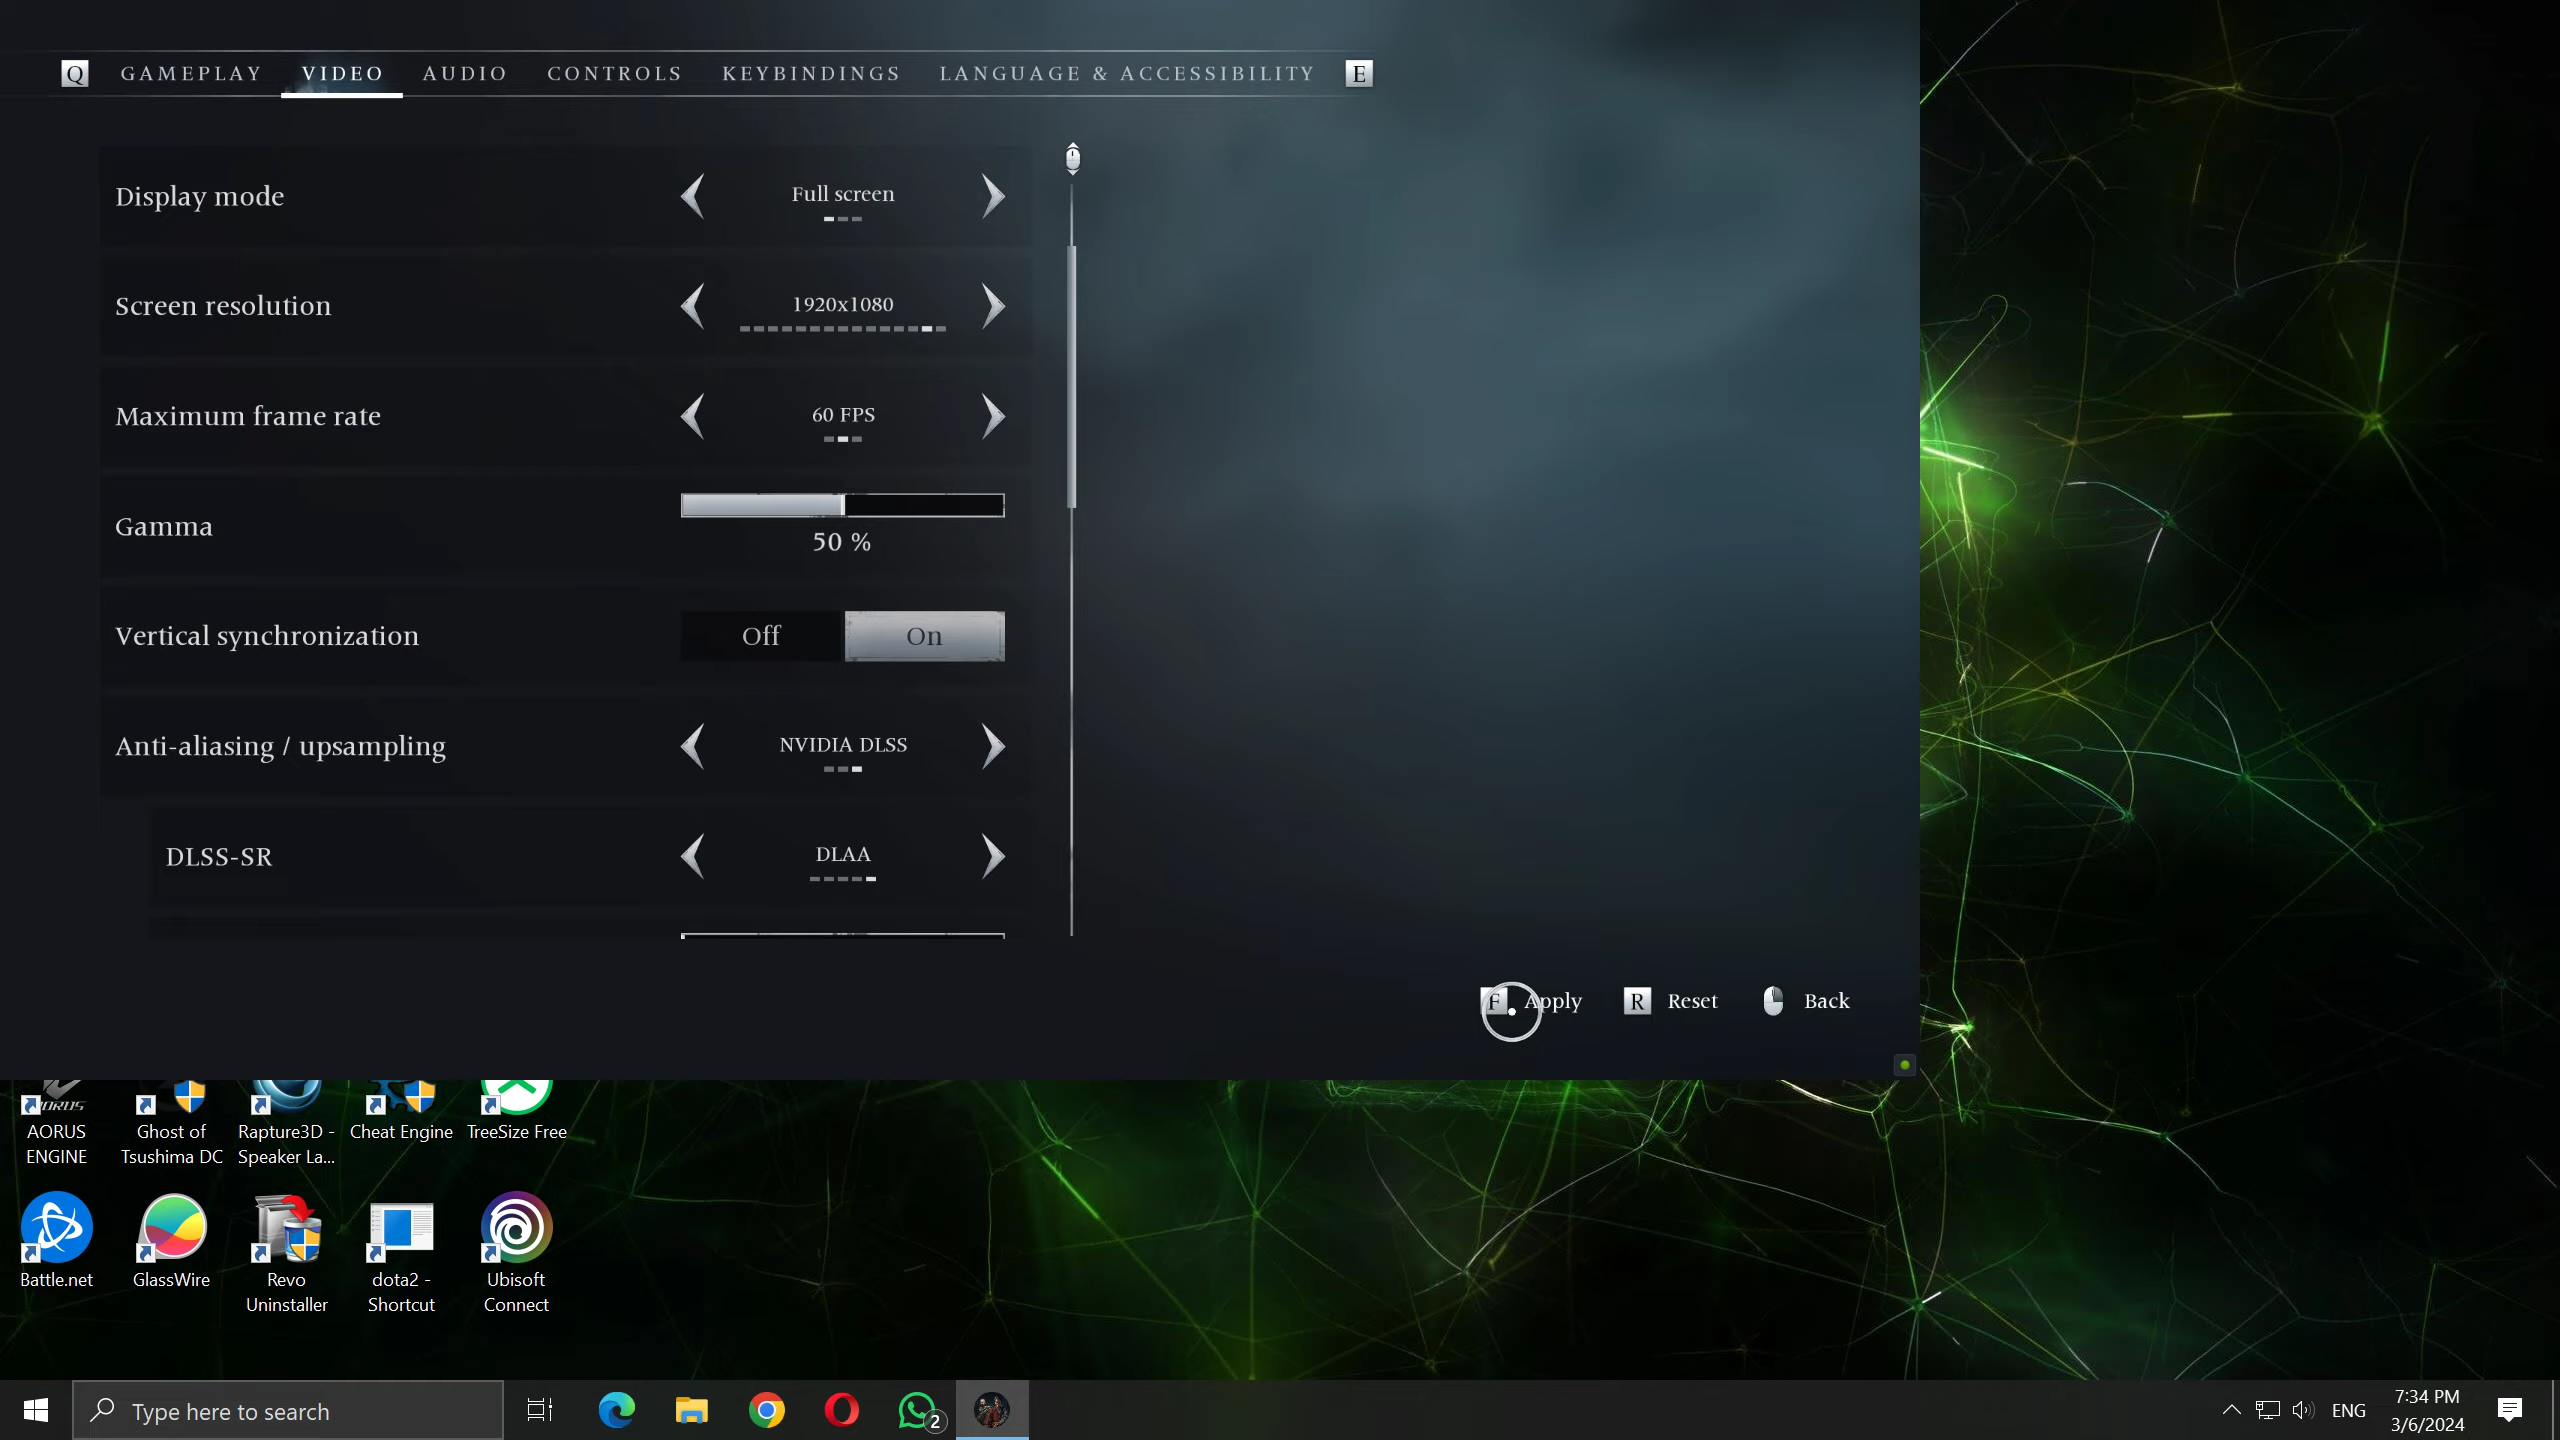 Q GAMEPLAY VIDEO AUDIO CONTROLS KEYBINDINGS LANGUAGE & ACCESSIBILITY E
Display mode
Full screen
Screen resolution
1920x1080
Maximum frame rate
60 FPS
Gamma
50 %
Vertical synchronization
Off On
Anti-aliasing / upsampling
NVIDIA DLSS
DLSS-SR
DLAA
F Apply R Reset Back
AORUS
AORUS ENGINE
Ghost of Tsushima DC
Rapture3D - Speaker La...
Cheat Engine
TreeSize Free
Battle.net
GlassWire
Revo Uninstaller
dota2 - Shortcut
Ubisoft Connect
Type here to search
2
ENG
7:34 PM
3/6/2024